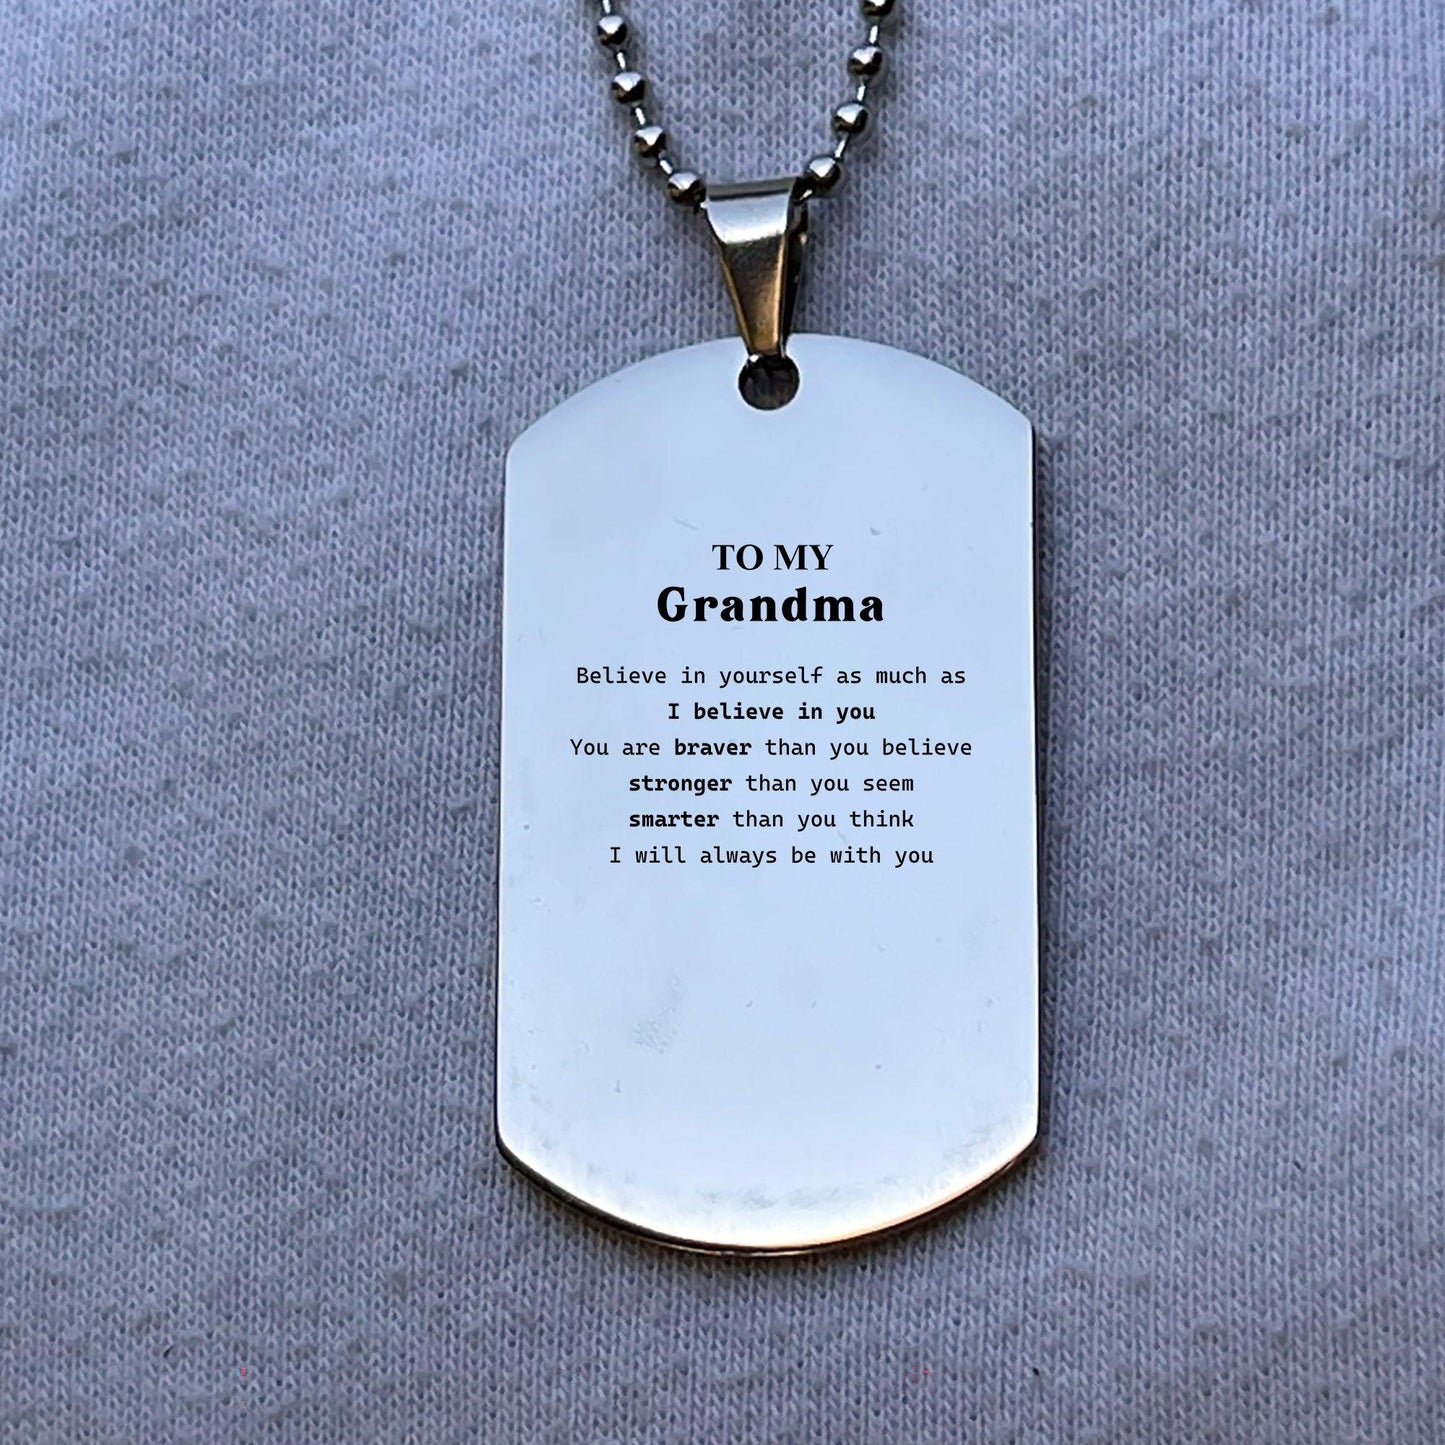 TO MY
Grandma
Believe in yourself as much as
I believe in you
You are braver than you believe
stronger than you seem
smarter than you think
I will always be with you